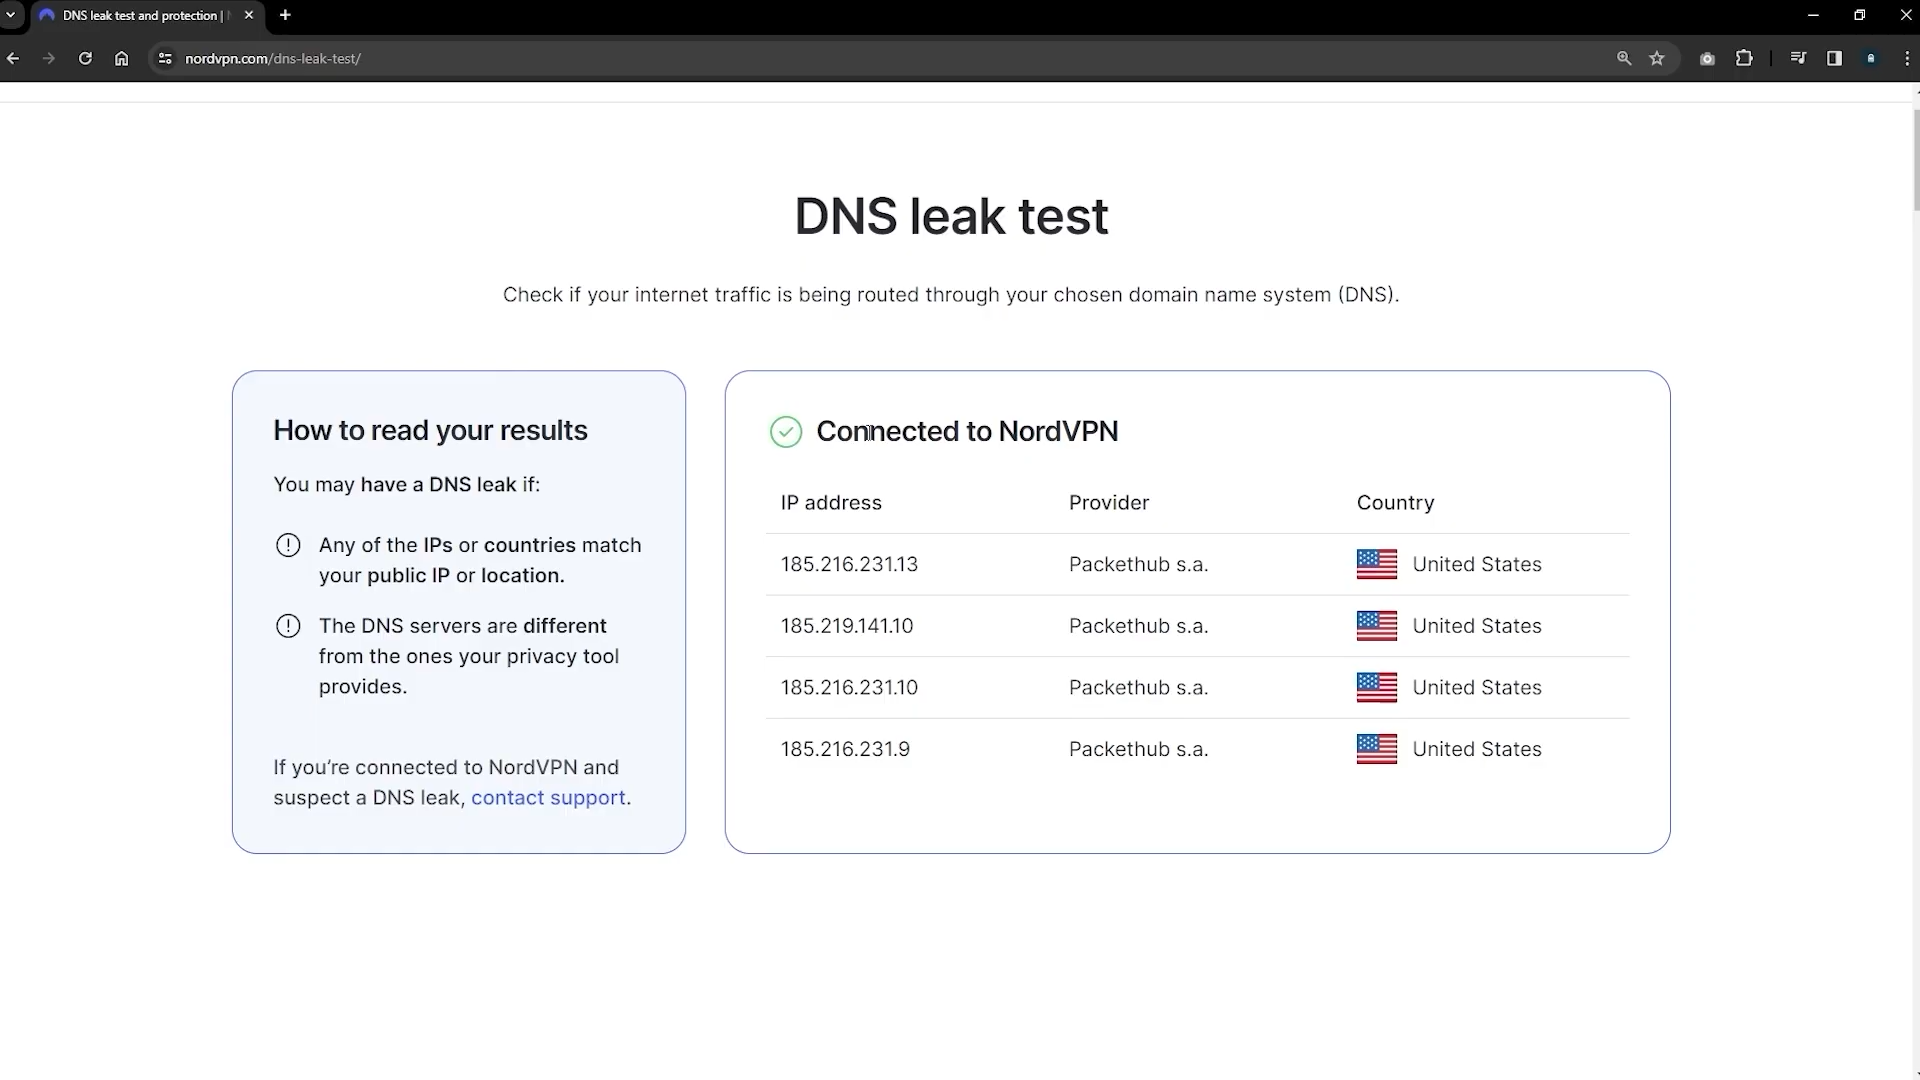 DNS leak test and protection |
nordvpn.com/dns-leak-test/
DNS leak test
Check if your internet traffic is being routed through your chosen domain name system (DNS).
How to read your results
You may have a DNS leak if:
Any of the IPs or countries match
your public IP or location.
The DNS servers are different
from the ones your privacy tool
provides.
If you’re connected to NordVPN and
suspect a DNS leak, contact support.
Connected to NordVPN
IP address Provider Country
185.216.231.13 Packethub s.a. United States
185.219.141.10 Packethub s.a. United States
185.216.231.10 Packethub s.a. United States
185.216.231.9 Packethub s.a. United States